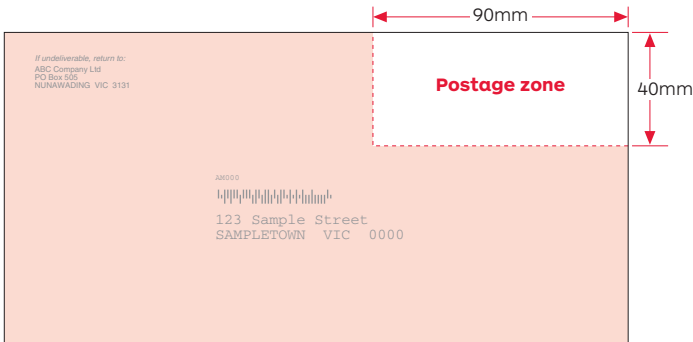 90mm
If undeliverable, return to:
ABC Company Ltd
PO Box 505
NUNAWADING VIC 3131
Postage zone
40mm
AM000
123 Sample Street
SAMPLETOWN VIC 0000